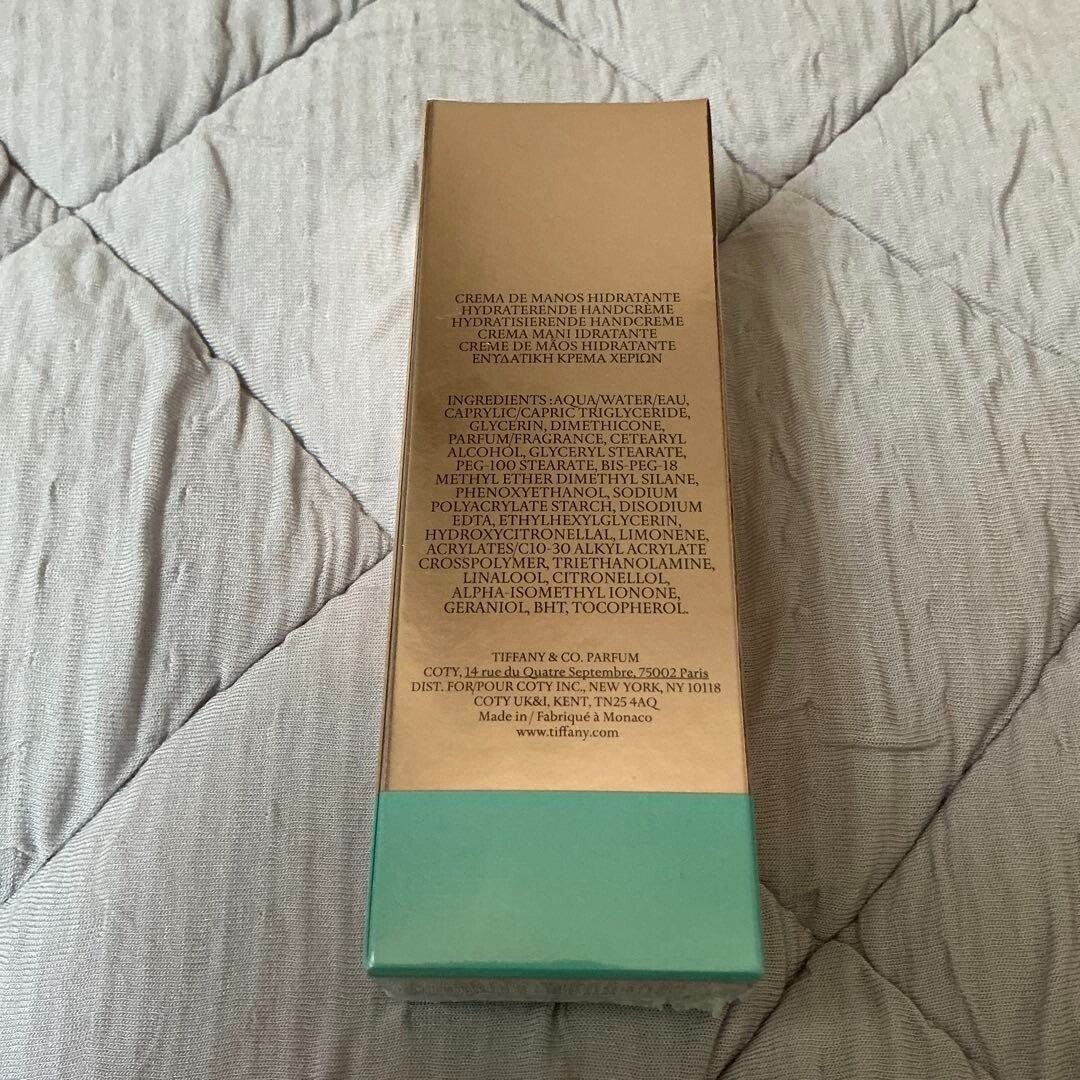 CREMA DE MANOS HIDRATANTE
HYDRATERENDE HANDCRÈME
HYDRATISIERENDE HANDCREME
CREMA MANI IDRATANTE
CREME DE MÃOS HIDRATANTE
ΕΝΥΔΑΤΙΚΗ ΚΡΕΜΑ ΧΕΡΙΩΝ
INGREDIENTS:AQUA/WATER/EAU,
CAPRYLIC/CAPRIC TRIGLYCERIDE,
GLYCERIN, DIMETHICONE,
PARFUM/FRAGRANCE, CETEARYL
ALCOHOL, GLYCERYL STEARATE,
PEG-100 STEARATE, BIS-PEG-18
METHYL ETHER DIMETHYL SILANE,
PHENOXYETHANOL, SODIUM
POLYACRYLATE STARCH, DISODIUM
EDTA, ETHYLHEXYLGLYCERIN,
HYDROXYCITRONELLAL, LIMONENE,
ACRYLATES/C10-30 ALKYL ACRYLATE
CROSSPOLYMER, TRIETHANOLAMINE,
LINALOOL, CITRONELLOL,
ALPHA-ISOMETHYL IONONE,
GERANIOL, BHT, TOCOPHEROL.
TIFFANY & CO. PARFUM
COTY, 14 rue du Quatre Septembre, 75002 Paris
DIST. FOR/POUR COTY INC., NEW YORK, NY 10118
COTY UK&I, KENT, TN25 4AQ
Made in / Fabriqué à Monaco
www.tiffany.com